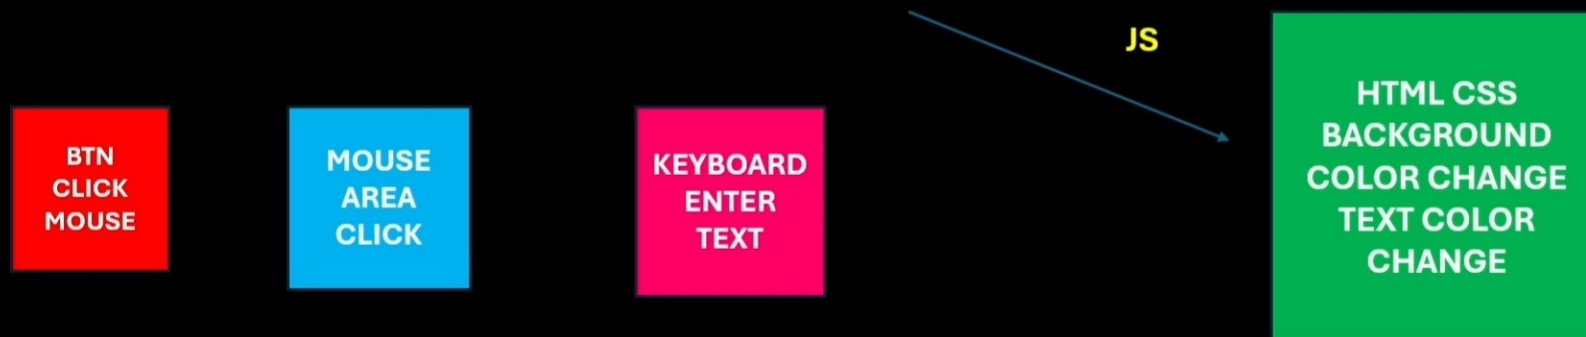 BTN
CLICK
MOUSE
MOUSE
AREA
CLICK
KEYBOARD
ENTER
TEXT
JS
HTML CSS
BACKGROUND
COLOR CHANGE
TEXT COLOR
CHANGE